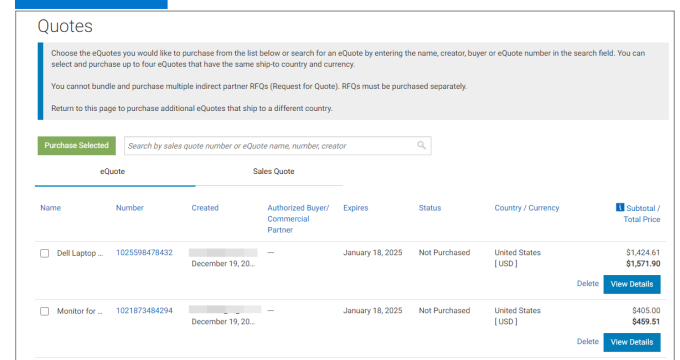 Quotes
Choose the eQuotes you would like to purchase from the list below or search for an eQuote by entering the name, creator, buyer or eQuote number in the search field. You can
select and purchase up to four eQuotes that have the same ship-to country and currency.
You cannot bundle and purchase multiple indirect partner RFQs (Request for Quote). RFQs must be purchased separately.
Return to this page to purchase additional eQuotes that ship to a different country.
Purchase Selected Search by sales quote number or eQuote name, number, creator
eQuote Sales Quote
Name Number Created Authorized Buyer/ Expires Status Country / Currency i Subtotal /
Commercial Total Price
Partner
Dell Laptop ... 1025598478432 — January 18, 2025 Not Purchased United States $1,424.61
December 19, 20... [ USD ] $1,571.90
Delete View Details
Monitor for ... 1021873484294 — January 18, 2025 Not Purchased United States $405.00
December 19, 20... [ USD ] $459.51
Delete View Details